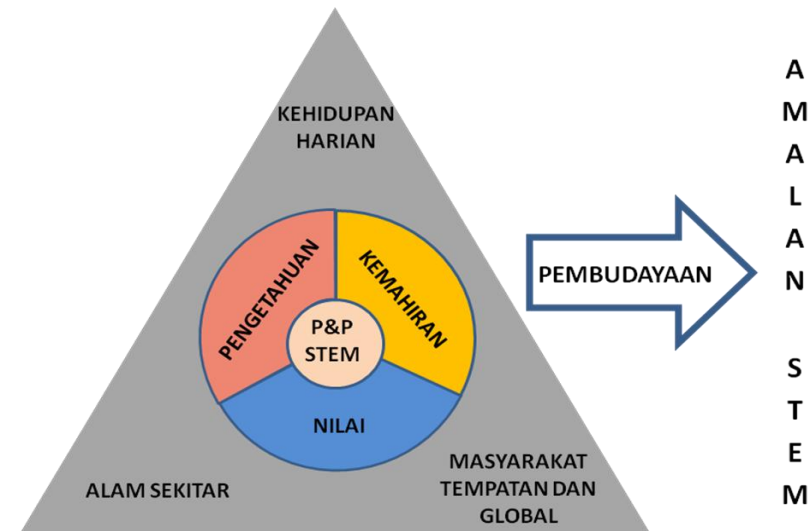 KEHIDUPAN
HARIAN
PENGETAHUAN
KEMAHIRAN
P&P
STEM
NILAI
ALAM SEKITAR
MASYARAKAT
TEMPATAN DAN
GLOBAL
PEMBUDAYAAN
A
M
A
L
A
N
S
T
E
M